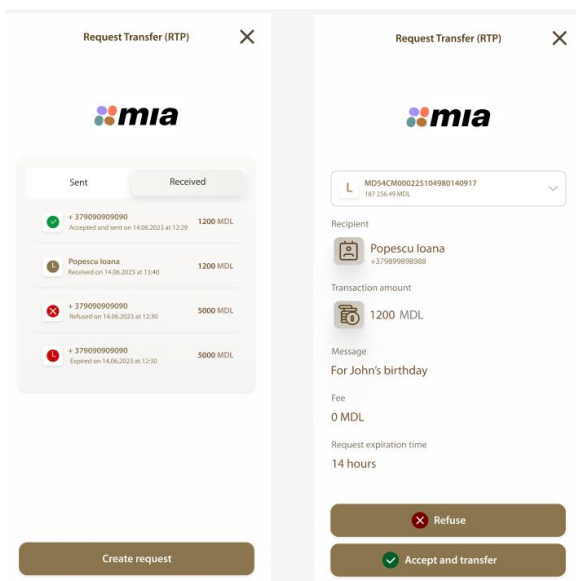 Request Transfer (RTP)
mia
Sent
Received
+ 379090909090
Accepted and sent on 14.06.2023 at 12:29
1200 MDL
Popescu Ioana
Received on 14.06.2023 at 13:40
1200 MDL
+ 379090909090
Refused on 14.06.2023 at 12:30
5000 MDL
+ 379090909090
Expired on 14.06.2023 at 12:30
5000 MDL
Create request
Request Transfer (RTP)
mia
L
MD54CM000225104980140917
187 256.49 MDL
Recipient
Popescu Ioana
+379899898988
Transaction amount
1200 MDL
Message
For John's birthday
Fee
0 MDL
Request expiration time
14 hours
Refuse
Accept and transfer